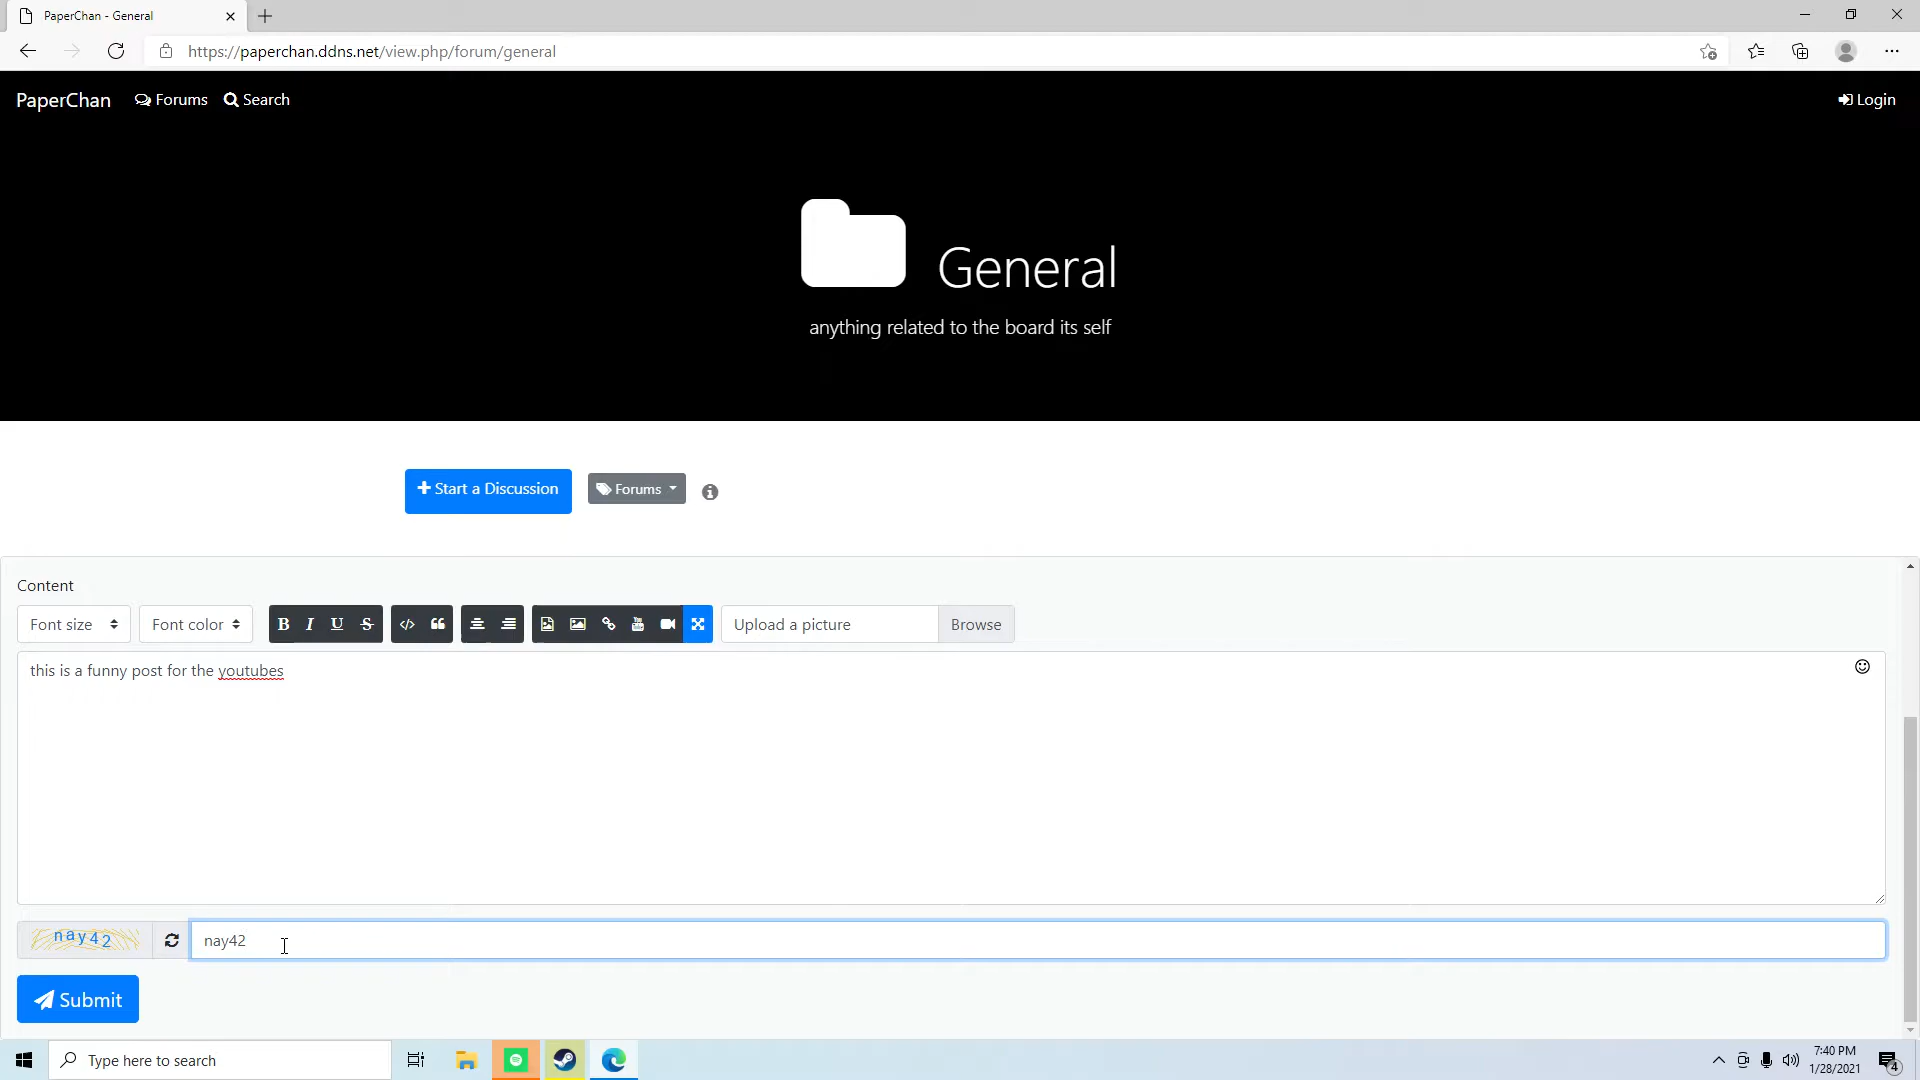 PaperChan - General
https://paperchan.ddns.net/view.php/forum/general
PaperChan Forums Search Login
General
anything related to the board its self
Start a Discussion Forums
Content
Font size Font color B I U S Upload a picture Browse
this is a funny post for the youtubes
nay42 nay42
Submit
Type here to search
7:40 PM
1/28/2021
4